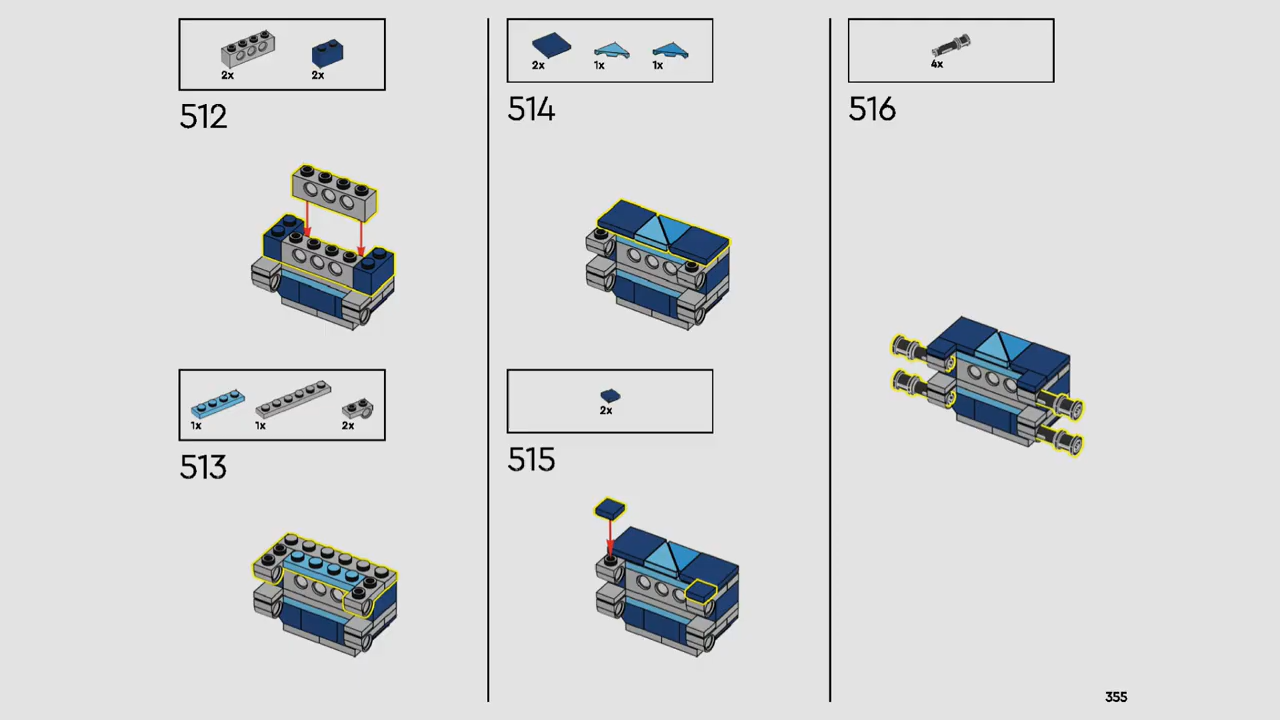 2x 2x
512
1x 1x 2x
513
2x 1x 1x
514
2x
515
4x
516
355